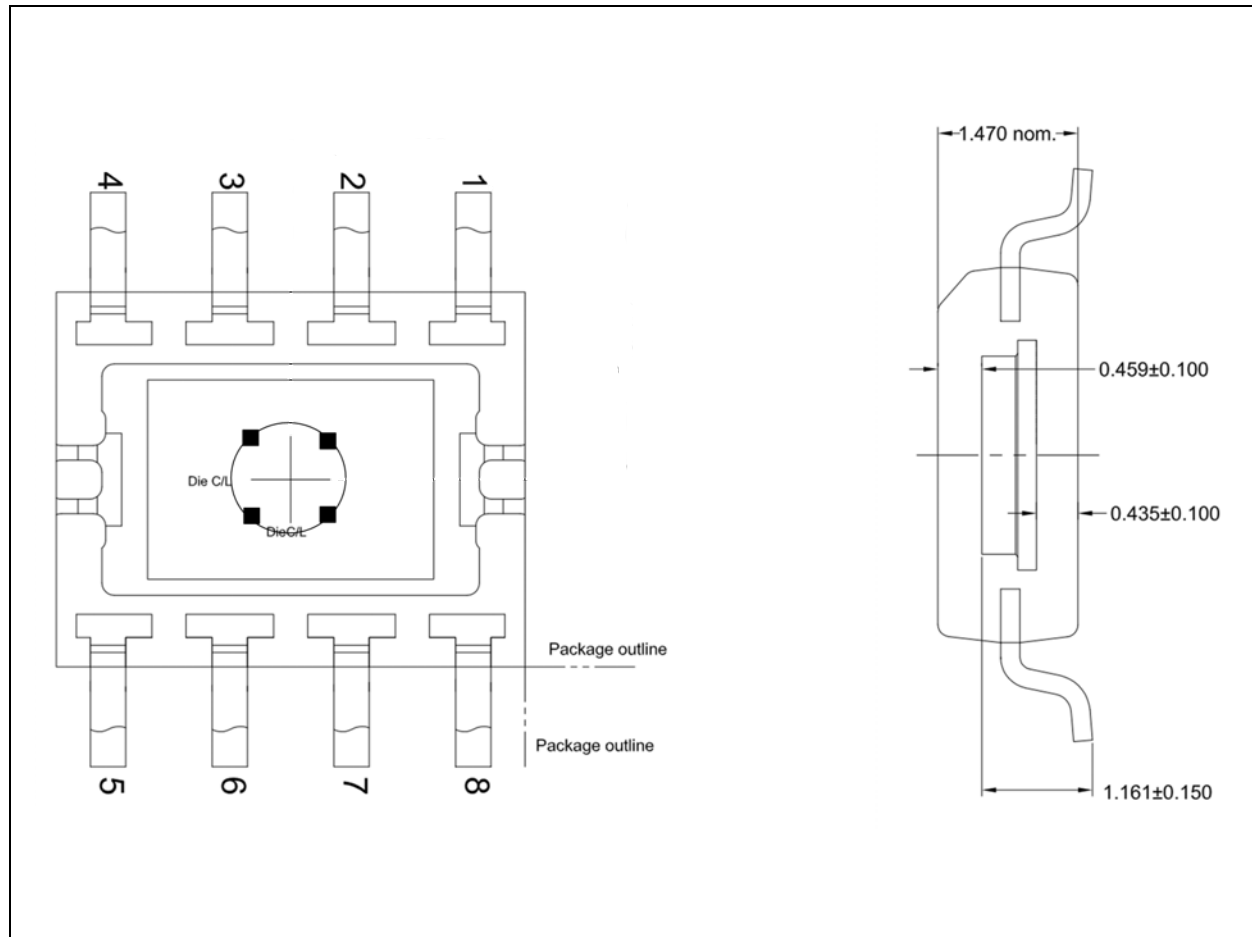 4
3
2
1
1.470 nom.
0.459±0.100
Die C/L
DieC/L
0.435±0.100
Package outline
Package outline
5
6
7
8
1.161±0.150